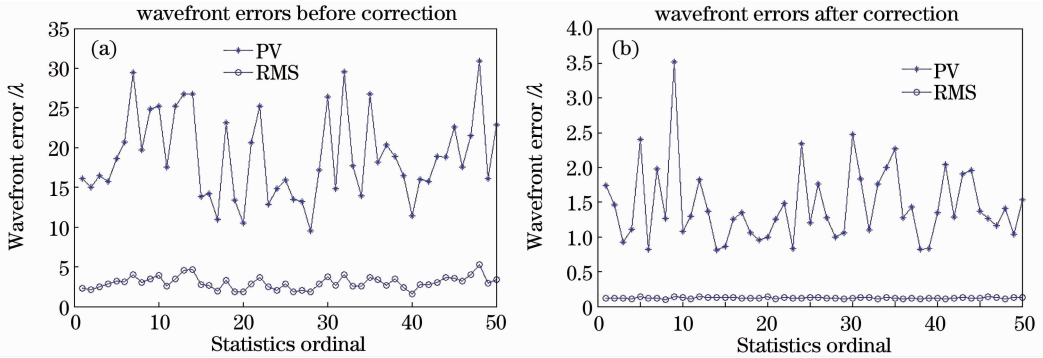 wavefront errors before correction
(a)
PV
RMS
Wavefront error /λ
35
30
25
20
15
10
5
0
0 10 20 30 40 50
Statistics ordinal
wavefront errors after correction
(b)
PV
RMS
Wavefront error /λ
4.0
3.5
3.0
2.5
2.0
1.5
1.0
0.5
0
0 10 20 30 40 50
Statistics ordinal